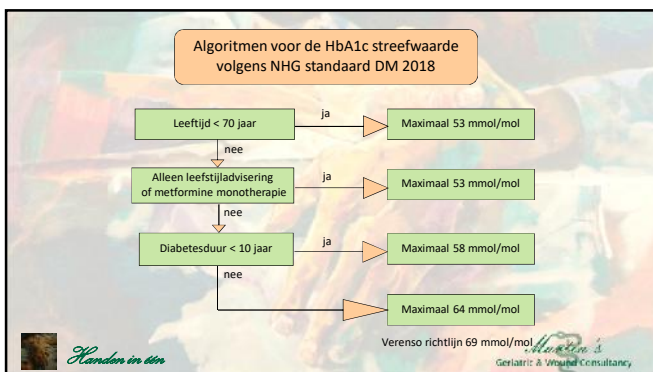 Algoritmen voor de HbA1c streefwaarde
volgens NHG standaard DM 2018
Leeftijd < 70 jaar
ja
Maximaal 53 mmol/mol
nee
Alleen leefstijladvisering
of metformine monotherapie
ja
Maximaal 53 mmol/mol
nee
Diabetesduur < 10 jaar
ja
Maximaal 58 mmol/mol
nee
Maximaal 64 mmol/mol
Verenso richtlijn 69 mmol/mol
Handen in één
Martin's
Geriatric & Wound Consultancy